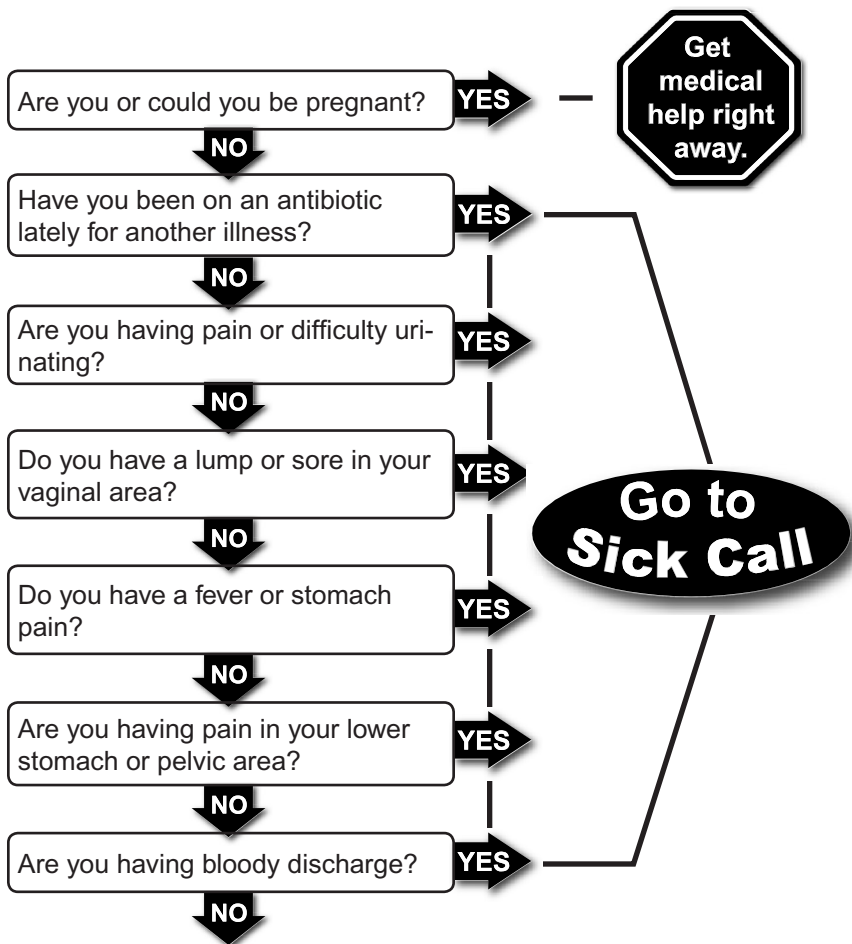 Get
medical
help right
away.
Are you or could you be pregnant?
YES
NO
Have you been on an antibiotic
lately for another illness?
YES
NO
Are you having pain or difficulty uri-
nating?
YES
NO
Do you have a lump or sore in your
vaginal area?
YES
Go to
Sick Call
NO
Do you have a fever or stomach
pain?
YES
NO
Are you having pain in your lower
stomach or pelvic area?
YES
NO
Are you having bloody discharge?
YES
NO